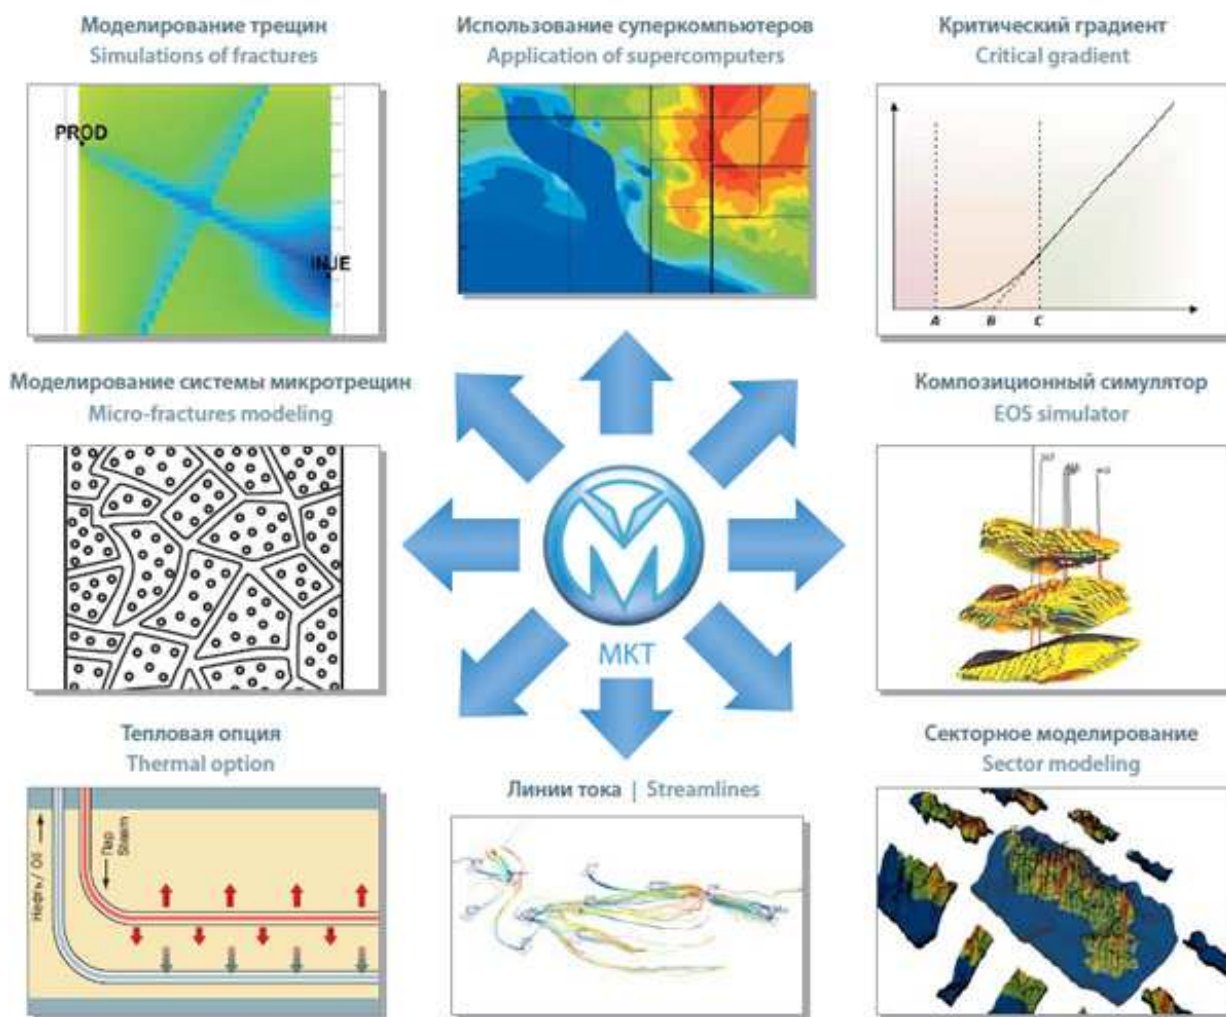 Моделирование трещин
Simulations of fractures
Использование суперкомпьютеров
Application of supercomputers
Критический градиент
Critical gradient
PROD
INJE
A B C
Моделирование системы микротрещин
Micro-fractures modeling
МКТ
Композиционный симулятор
EOS simulator
Тепловая опция
Thermal option
Нефть / Oil
Пар
Steam
Линии тока | Streamlines
Секторное моделирование
Sector modeling